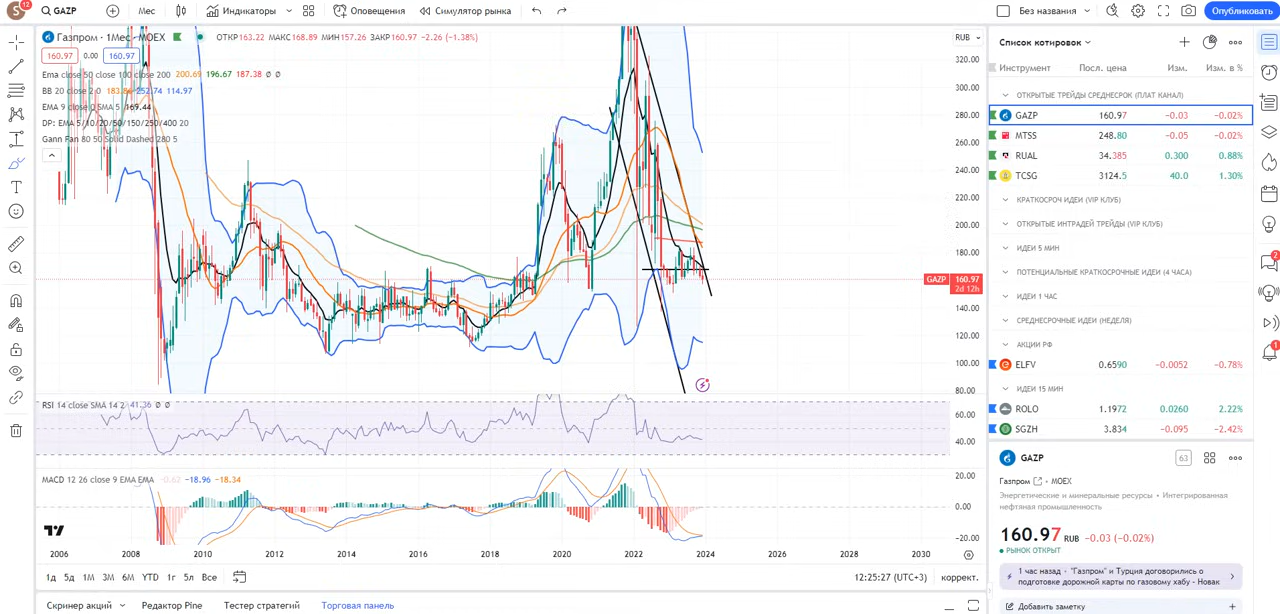 S 12 GAZP Мес Индикаторы Оповещения Симулятор рынка Без названия Опубликовать
Газпром · 1Мес · MOEX ОТКР163.22 МАКС168.89 МИН157.26 ЗАКР160.97 −2.26 (−1.38%)
160.97 0.00 160.97
Ema close 50 close 100 close 200 200.69 196.67 187.38 Ø Ø
BB 20 close 2 0 252.74 114.97
EMA 9 close 0 SMA 5 169.44
DP: EMA 5/10/20/50/150/250/400 20
Gann Fan 80 50 Solid Dashed 280 5
RUB
320.00
300.00
280.00
260.00
240.00
220.00
200.00
180.00
GAZP 160.97
2d 12h
140.00
120.00
100.00
80.00
RSI 14 close SMA 14 2 41.36 Ø Ø
60.00
40.00
MACD 12 26 close 9 EMA EMA −0.62 −18.96 −18.34
20.00
0.00
−20.00
2006 2008 2010 2012 2014 2016 2018 2020 2022 2024 2026 2028 2030
1д 5д 1М 3М 6М YTD 1г 5л Все 12:25:27 (UTC+3) коррект.
Скринер акций Редактор Pine Тестер стратегий Торговая панель
Список котировок
Инструмент Посл. цена Изм. Изм. в %
ОТКРЫТЫЕ ТРЕЙДЫ СРЕДНЕСРОК (ПЛАТ КАНАЛ)
GAZP 160.97 −0.03 −0.02%
MTSS 248.80 −0.05 −0.02%
RUAL 34.385 0.300 0.88%
TCSG 3124.5 40.0 1.30%
КРАТКОСРОЧ ИДЕИ (VIP КЛУБ)
ОТКРЫТЫЕ ИНТРАДЕЙ ТРЕЙДЫ (VIP КЛУБ)
ИДЕИ 5 МИН
ПОТЕНЦИАЛЬНЫЕ КРАТКОСРОЧНЫЕ ИДЕИ (4 ЧАСА)
ИДЕИ 1 ЧАС
СРЕДНЕСРОЧНЫЕ ИДЕИ (НЕДЕЛЯ)
АКЦИИ РФ
ELFV 0.6590 −0.0052 −0.78%
ИДЕИ 15 МИН
ROLO 1.1972 0.0260 2.22%
SGZH 3.834 −0.095 −2.42%
GAZP 63
Газпром · MOEX
Энергетические и минеральные ресурсы · Интегрированная
нефтяная промышленность
160.97 RUB −0.03 (−0.02%)
РЫНОК ОТКРЫТ
1 час назад · "Газпром" и Турция договорились о
подготовке дорожной карты по газовому хабу - Новак
Добавить заметку
2
1